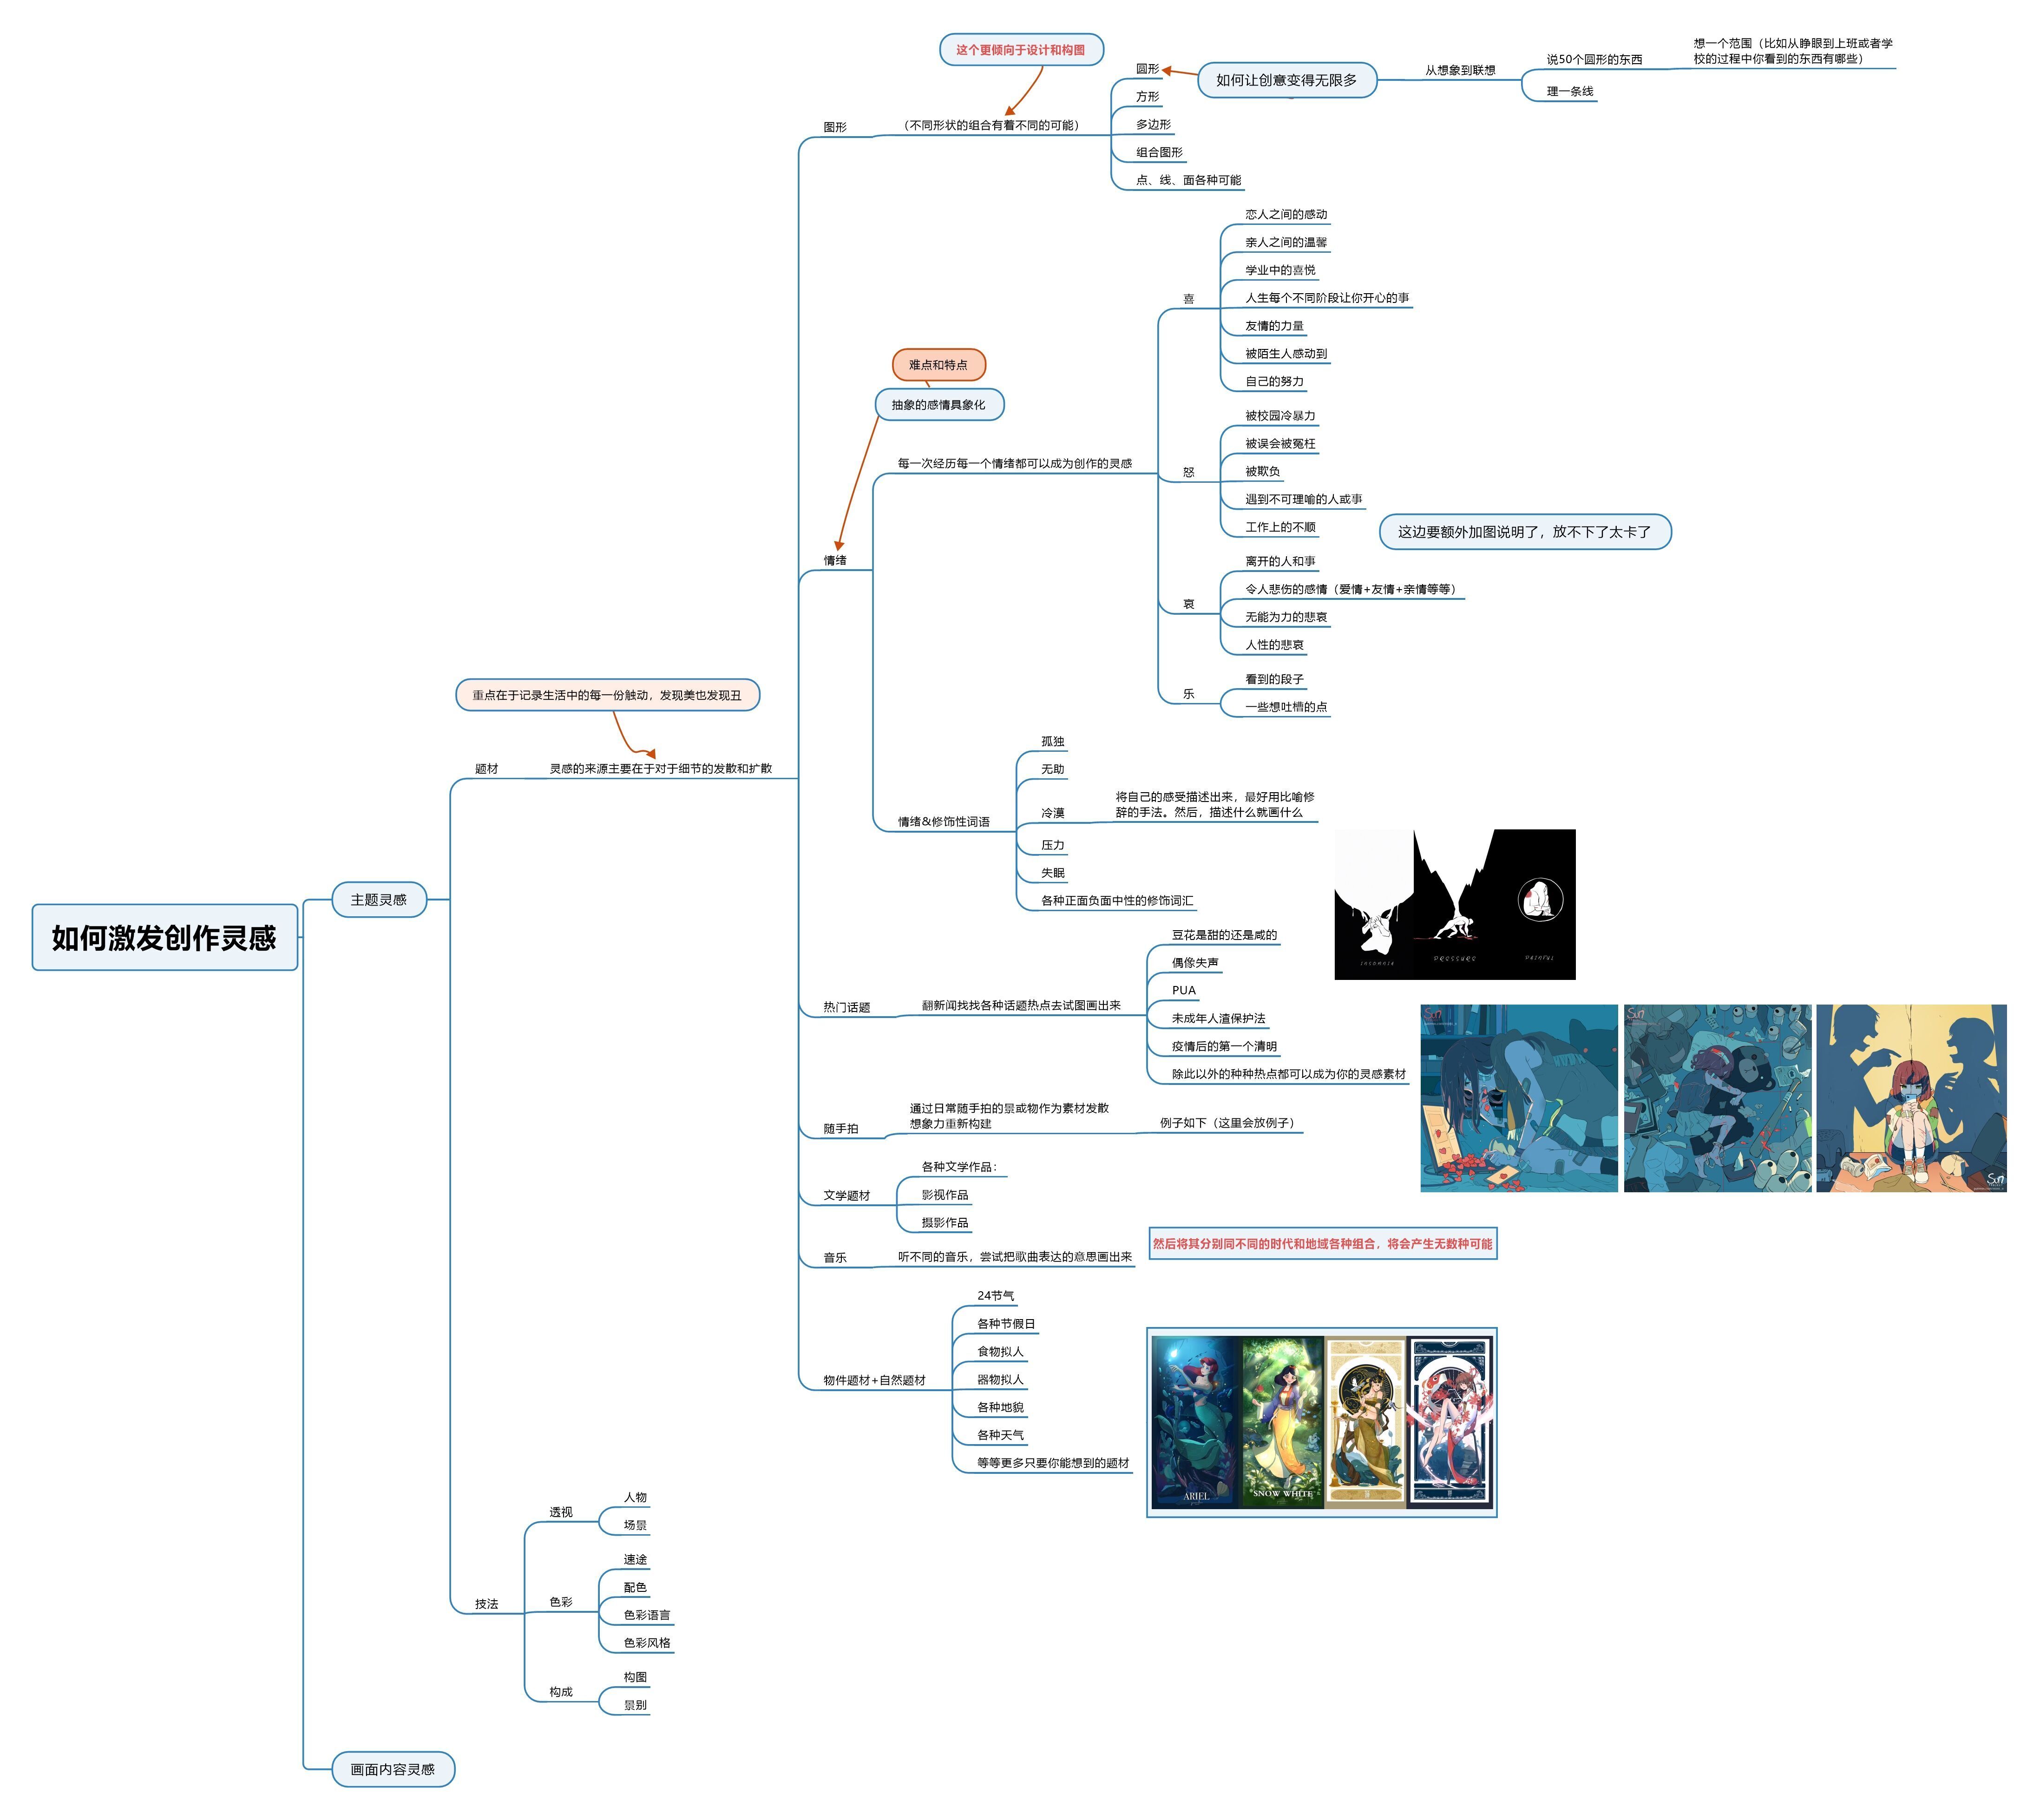 如何激发创作灵感
主题灵感
题材
重点在于记录生活中的每一份触动，发现美也发现丑
灵感的来源主要在于对于细节的发散和扩散
图形
这个更倾向于设计和构图
（不同形状的组合有着不同的可能）
圆形
如何让创意变得无限多
从想象到联想
说50个圆形的东西
想一个范围（比如从睁眼到上班或者学
校的过程中你看到的东西有哪些）
理一条线
方形
多边形
组合图形
点、线、面各种可能
情绪
难点和特点
抽象的感情具象化
每一次经历每一个情绪都可以成为创作的灵感
喜
恋人之间的感动
亲人之间的温馨
学业中的喜悦
人生每个不同阶段让你开心的事
友情的力量
被陌生人感动到
自己的努力
怒
被校园冷暴力
被误会被冤枉
被欺负
遇到不可理喻的人或事
工作上的不顺
这边要额外加图说明了，放不下了太卡了
哀
离开的人和事
令人悲伤的感情（爱情+友情+亲情等等）
无能为力的悲哀
人性的悲哀
乐
看到的段子
一些想吐槽的点
情绪&修饰性词语
孤独
无助
冷漠
将自己的感受描述出来，最好用比喻修
辞的手法。然后，描述什么就画什么
压力
失眠
各种正面负面中性的修饰词汇
INSOMNIA
PAINFUL
热门话题
翻新闻找找各种话题热点去试图画出来
豆花是甜的还是咸的
偶像失声
PUA
未成年人渣保护法
疫情后的第一个清明
除此以外的种种热点都可以成为你的灵感素材
Sun
Sun
Sun
随手拍
通过日常随手拍的景或物作为素材发散
想象力重新构建
例子如下（这里会放例子）
文学题材
各种文学作品：
影视作品
摄影作品
音乐
听不同的音乐，尝试把歌曲表达的意思画出来
然后将其分别同不同的时代和地域各种组合，将会产生无数种可能
物件题材+自然题材
24节气
各种节假日
食物拟人
器物拟人
各种地貌
各种天气
等等更多只要你能想到的题材
ARIEL
SNOW WHITE
技法
透视
人物
场景
色彩
速途
配色
色彩语言
色彩风格
构成
构图
景别
画面内容灵感